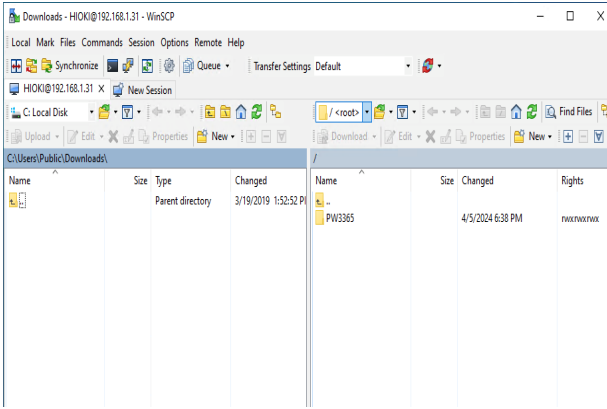 Downloads - HIOKI@192.168.1.31 - WinSCP
Local Mark Files Commands Session Options Remote Help
Synchronize Queue Transfer Settings Default
HIOKI@192.168.1.31 X New Session
C: Local Disk / <root> Find Files
Upload Edit Properties New Download Edit Properties New
C:\Users\Public\Downloads\ /
Name Size Type Changed Name Size Changed Rights
.. Parent directory 3/19/2019 1:52:52 P ..
PW3365 4/5/2024 6:38 PM rwxrwxrwx